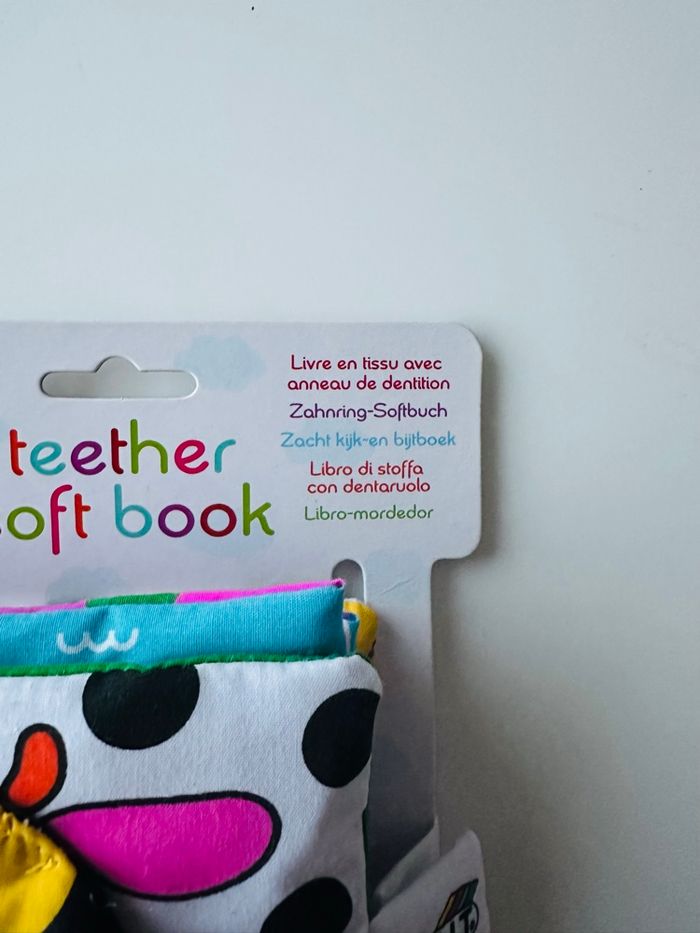 teether
soft book
Livre en tissu avec
anneau de dentition
Zahnring-Softbuch
Zacht kijk-en bijtboek
Libro di stoffa
con dentaruolo
Libro-mordedor